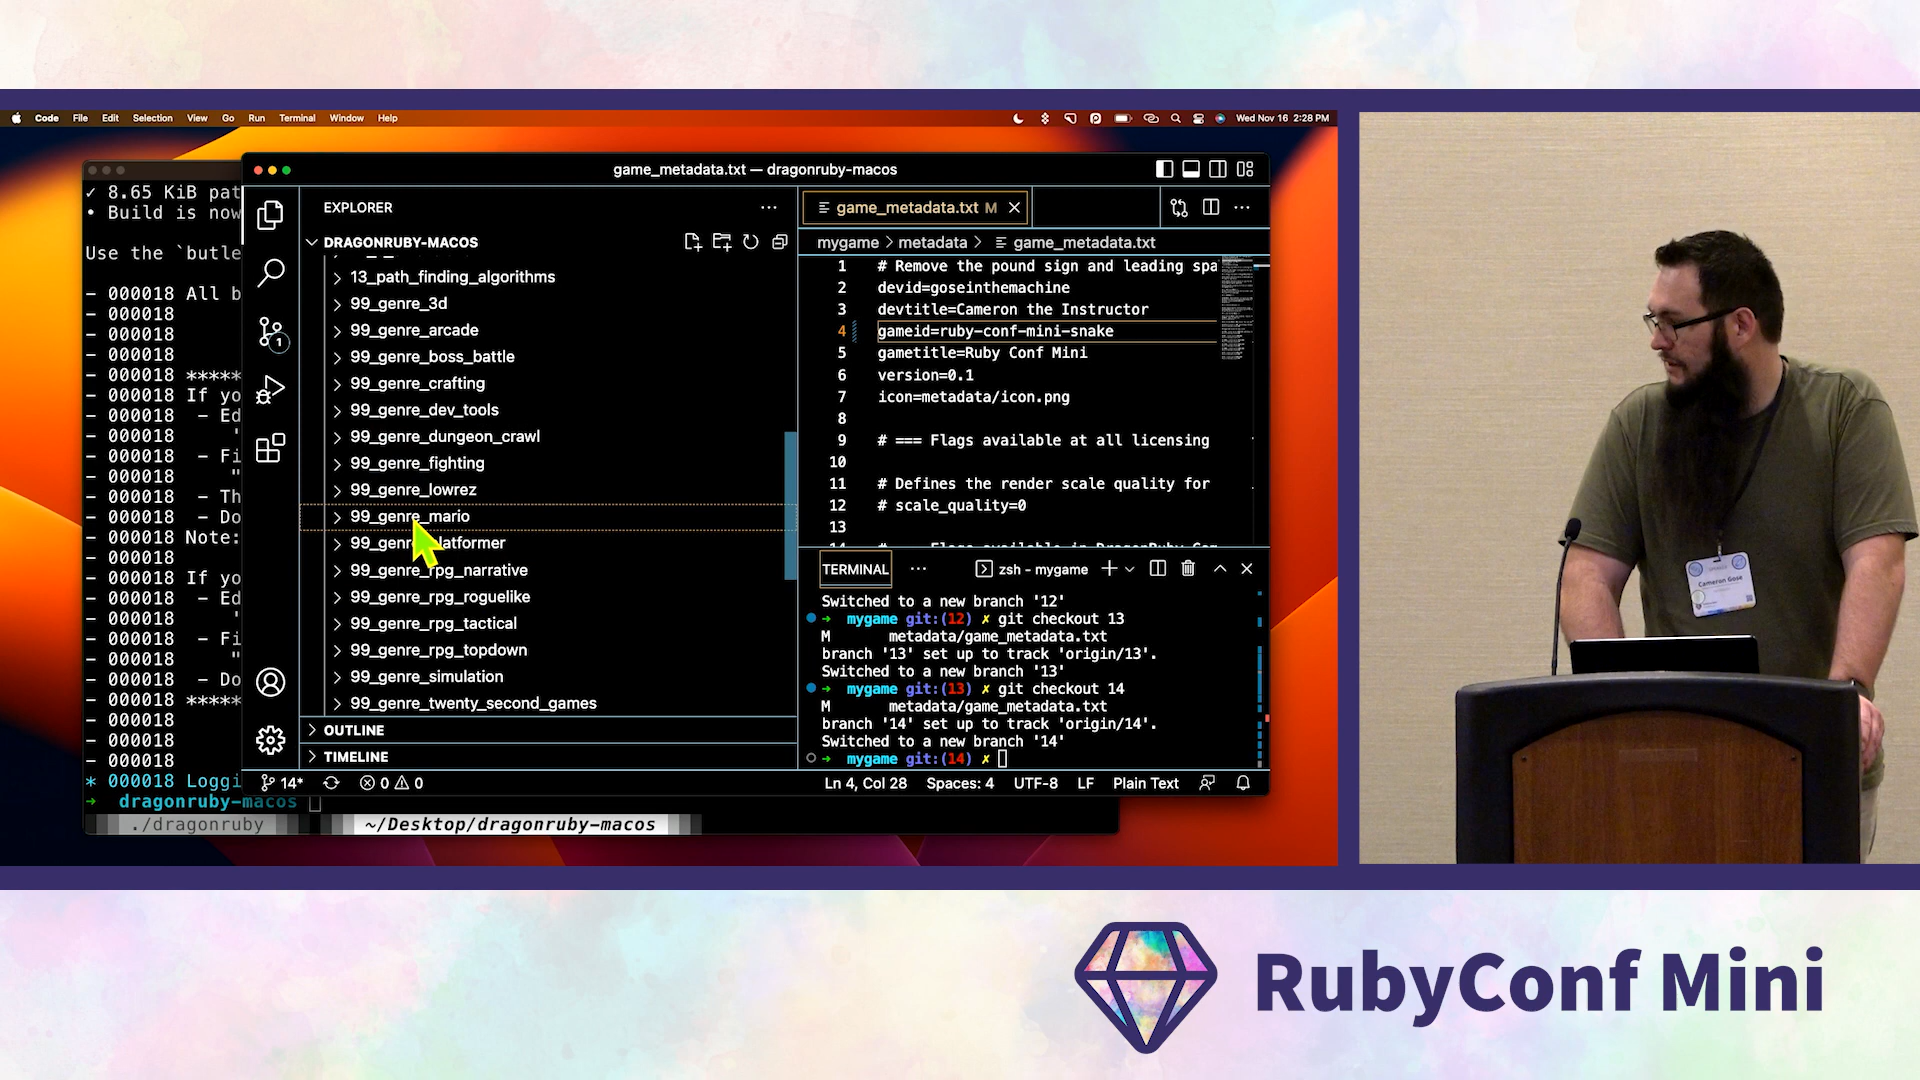 Code File Edit Selection View Go Run Terminal Window Help
Wed Nov 16 2:28 PM
✓ 8.65 KiB pat
• Build is now
Use the `butle
- 000018 All b
- 000018
- 000018
- 000018
- 000018 *****
- 000018 If yo
- 000018 - Ed
- 000018 '
- 000018 - Fi
- 000018 "
- 000018 - Th
- 000018 - Do
- 000018 Note:
- 000018
- 000018 If yo
- 000018 - Ed
- 000018 '
- 000018 - Fi
- 000018 "
- 000018 - Do
- 000018 *****
- 000018
- 000018
- 000018
* 000018 Loggi
→ dragonruby-macos
./dragonruby
~/Desktop/dragonruby-macos
game_metadata.txt — dragonruby-macos
EXPLORER
DRAGONRUBY-MACOS
13_path_finding_algorithms
99_genre_3d
99_genre_arcade
99_genre_boss_battle
99_genre_crafting
99_genre_dev_tools
99_genre_dungeon_crawl
99_genre_fighting
99_genre_lowrez
99_genre_mario
99_genre_platformer
99_genre_rpg_narrative
99_genre_rpg_roguelike
99_genre_rpg_tactical
99_genre_rpg_topdown
99_genre_simulation
99_genre_twenty_second_games
OUTLINE
TIMELINE
1
game_metadata.txt M
mygame > metadata > game_metadata.txt
1 # Remove the pound sign and leading spa
2 devid=goseinthemachine
3 devtitle=Cameron the Instructor
4 gameid=ruby-conf-mini-snake
5 gametitle=Ruby Conf Mini
6 version=0.1
7 icon=metadata/icon.png
8
9 # === Flags available at all licensing
10
11 # Defines the render scale quality for
12 # scale_quality=0
13
TERMINAL
zsh - mygame
Switched to a new branch '12'
→ mygame git:(12) ✗ git checkout 13
M metadata/game_metadata.txt
branch '13' set up to track 'origin/13'.
Switched to a new branch '13'
→ mygame git:(13) ✗ git checkout 14
M metadata/game_metadata.txt
branch '14' set up to track 'origin/14'.
Switched to a new branch '14'
→ mygame git:(14) ✗
14* 0 0
Ln 4, Col 28 Spaces: 4 UTF-8 LF Plain Text
Cameron Gose
RubyConf Mini